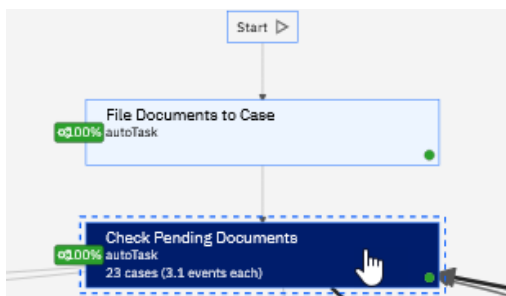 Start
File Documents to Case
100% autoTask
Check Pending Documents
100% autoTask
23 cases (3.1 events each)